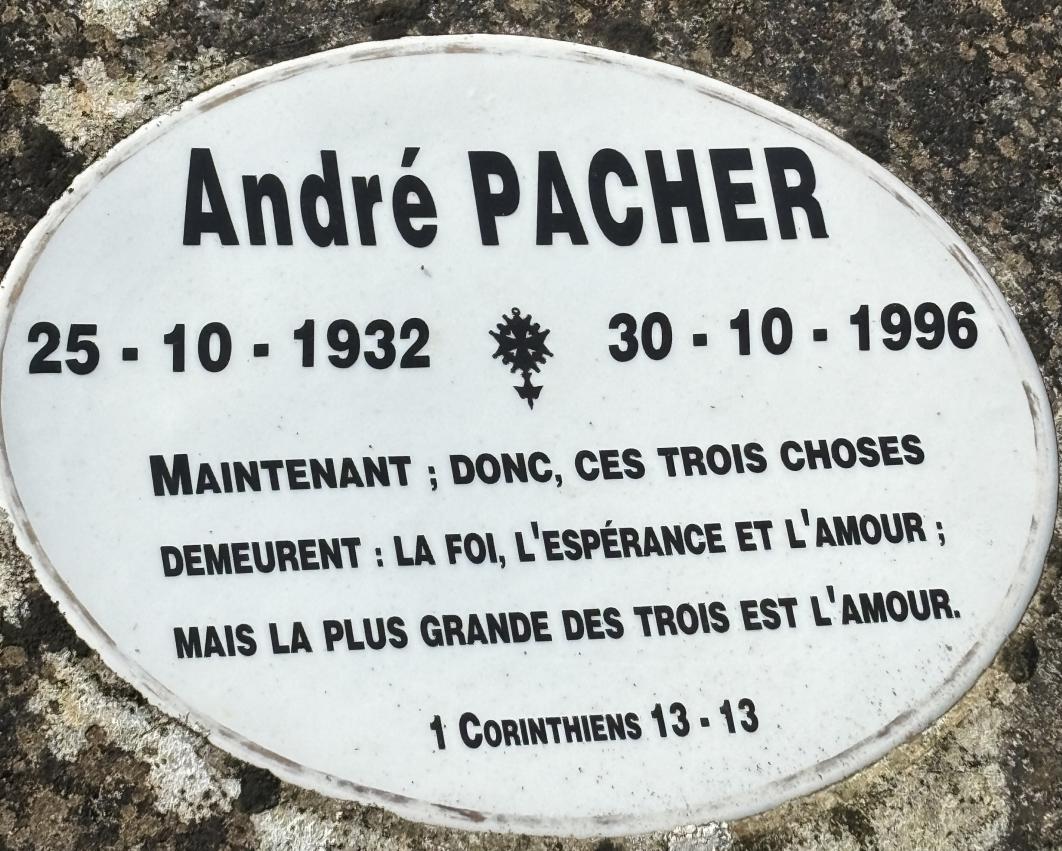 André PACHER
25 - 10 - 1932 30 - 10 - 1996
MAINTENANT ; DONC, CES TROIS CHOSES
DEMEURENT : LA FOI, L'ESPÉRANCE ET L'AMOUR ;
MAIS LA PLUS GRANDE DES TROIS EST L'AMOUR.
1 CORINTHIENS 13 - 13